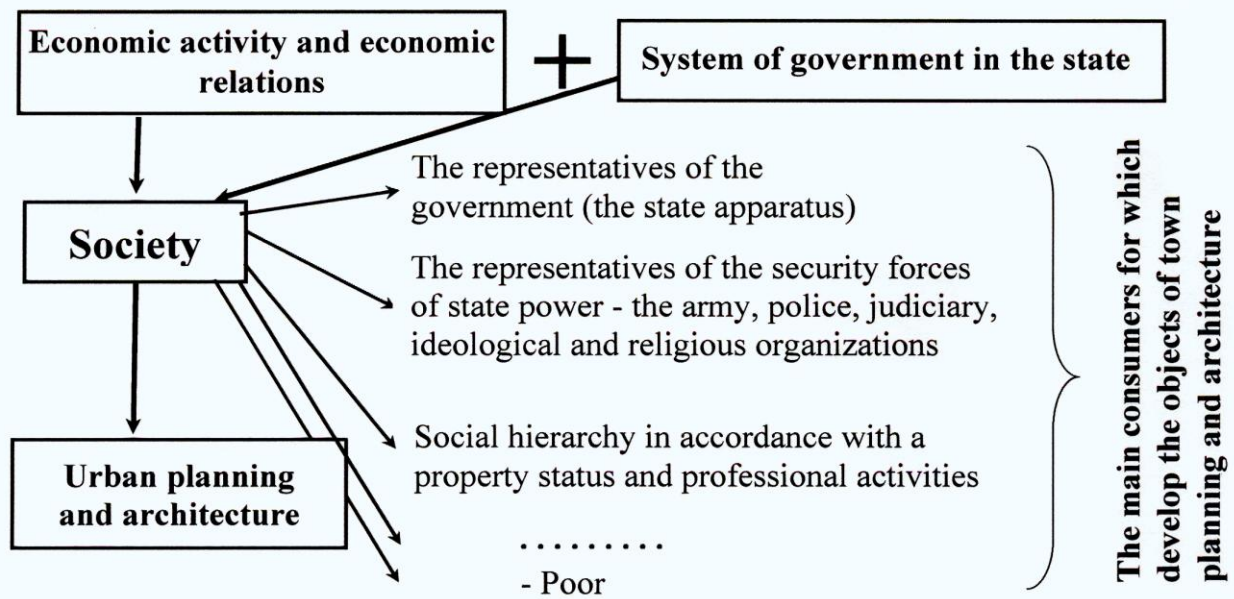 Economic activity and economic
relations
+
System of government in the state
Society
The representatives of the
government (the state apparatus)
The representatives of the security forces
of state power - the army, police, judiciary,
ideological and religious organizations
Social hierarchy in accordance with a
property status and professional activities
.........
- Poor
Urban planning
and architecture
The main consumers for which
develop the objects of town
planning and architecture